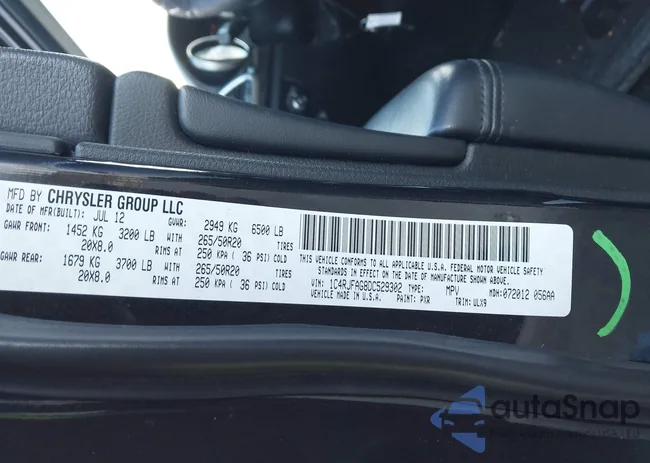 MFD BY CHRYSLER GROUP LLC
DATE OF MFR(BUILT): JUL 12 GVWR: 2949 KG 6500 LB
GAWR FRONT: 1452 KG 3200 LB WITH 265/50R20 TIRES
20X8.0 RIMS AT 250 KPA ( 36 PSI) COLD
GAWR REAR: 1679 KG 3700 LB WITH 265/50R20 TIRES
20X8.0 RIMS AT 250 KPA ( 36 PSI) COLD
THIS VEHICLE CONFORMS TO ALL APPLICABLE U.S.A. FEDERAL MOTOR VEHICLE SAFETY,
BUMPER, AND THEFT PREVENTION STANDARDS IN EFFECT ON THE DATE OF MANUFACTURE SHOWN ABOVE.
VIN: 1C4RJFAG8DC529302 TYPE: MPV MDH:072012 056AA
VEHICLE MADE IN U.S.A. PAINT: PXR TRIM: ULX9
autoSnap